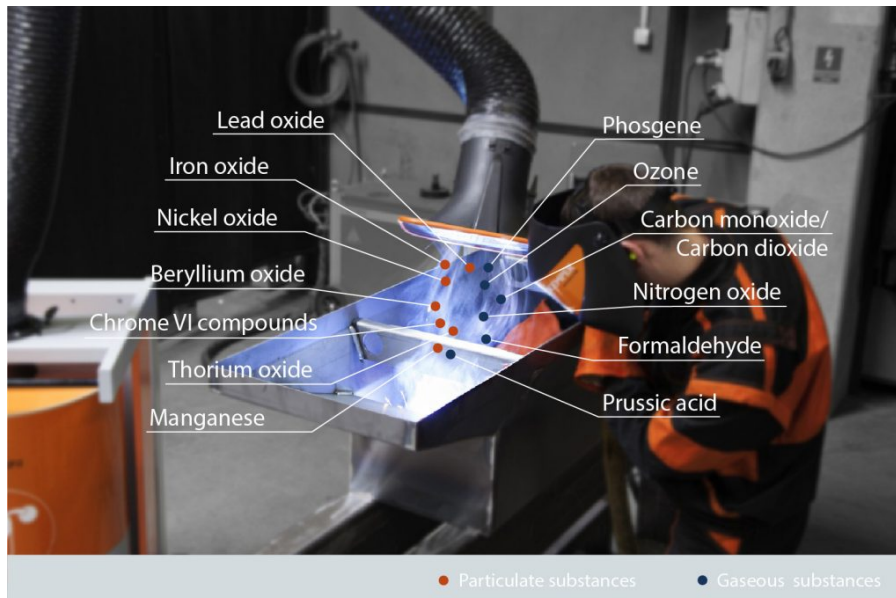 Lead oxide
Iron oxide
Nickel oxide
Beryllium oxide
Chrome VI compounds
Thorium oxide
Manganese
Phosgene
Ozone
Carbon monoxide/
Carbon dioxide
Nitrogen oxide
Formaldehyde
Prussic acid
Particulate substances
Gaseous substances